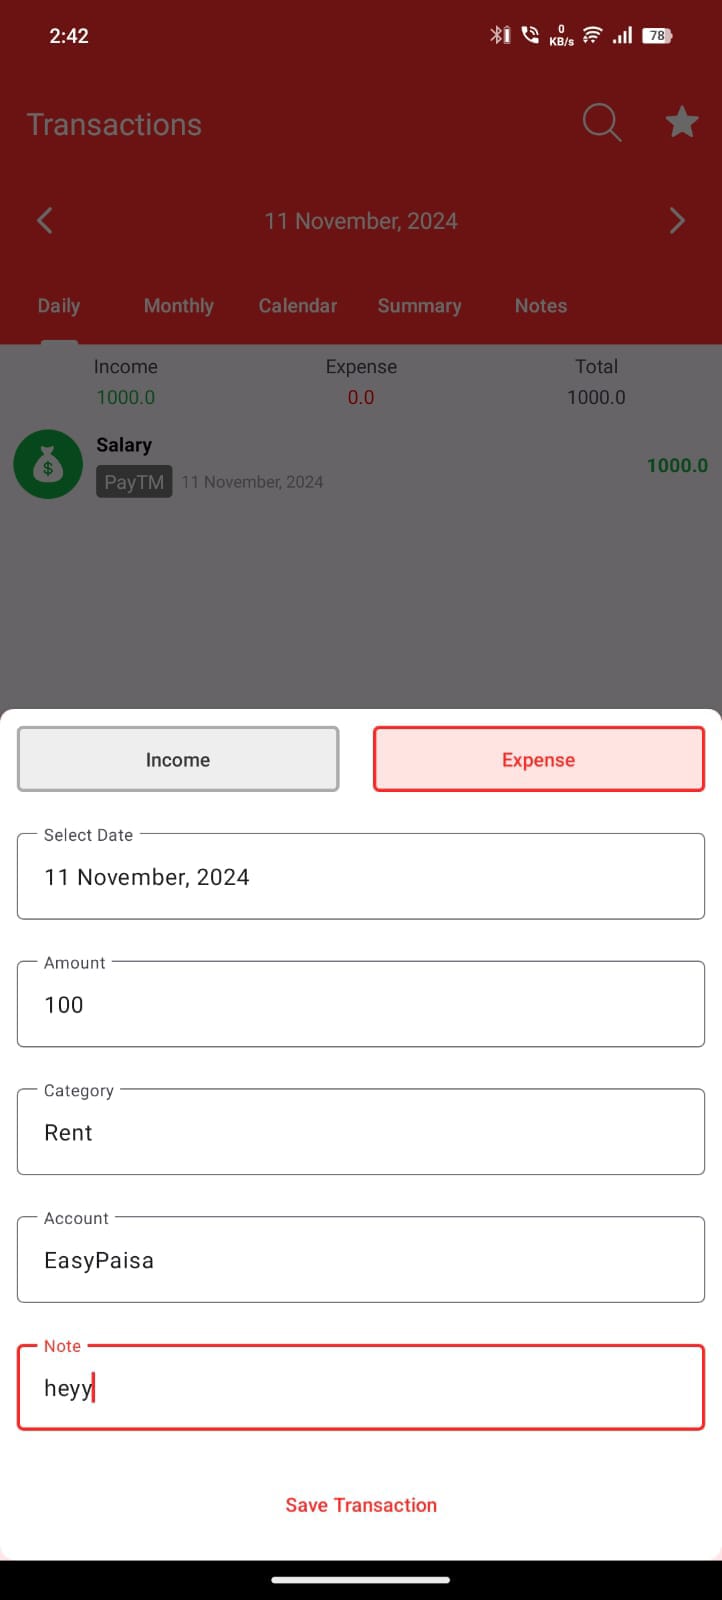 2:42
0
KB/s
78
Transactions
11 November, 2024
Daily Monthly Calendar Summary Notes
Income Expense Total
1000.0 0.0 1000.0
Salary
PayTM 11 November, 2024
1000.0
$
Income Expense
Select Date
11 November, 2024
Amount
100
Category
Rent
Account
EasyPaisa
Note
heyy
Save Transaction